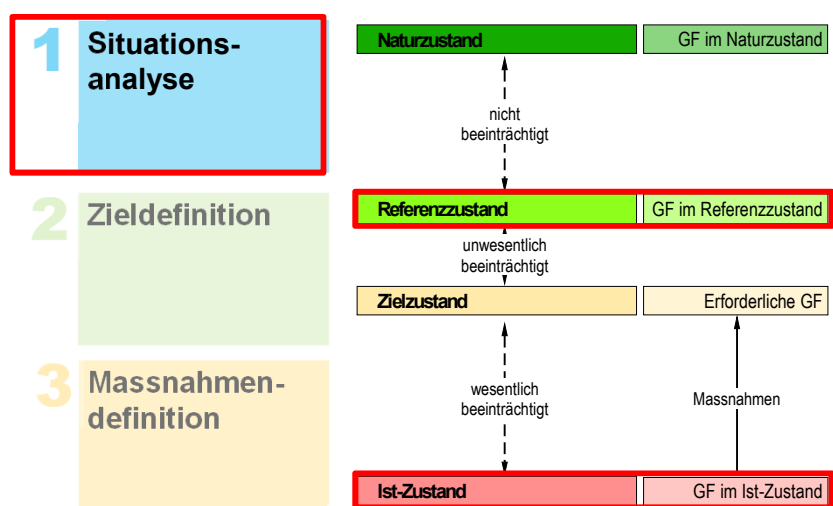 1
Situations-
analyse
2
Zieldefinition
3
Massnahmen-
definition
Naturzustand
GF im Naturzustand
nicht
beeinträchtigt
Referenzzustand
GF im Referenzzustand
unwesentlich
beeinträchtigt
Zielzustand
Erforderliche GF
wesentlich
beeinträchtigt
Massnahmen
Ist-Zustand
GF im Ist-Zustand